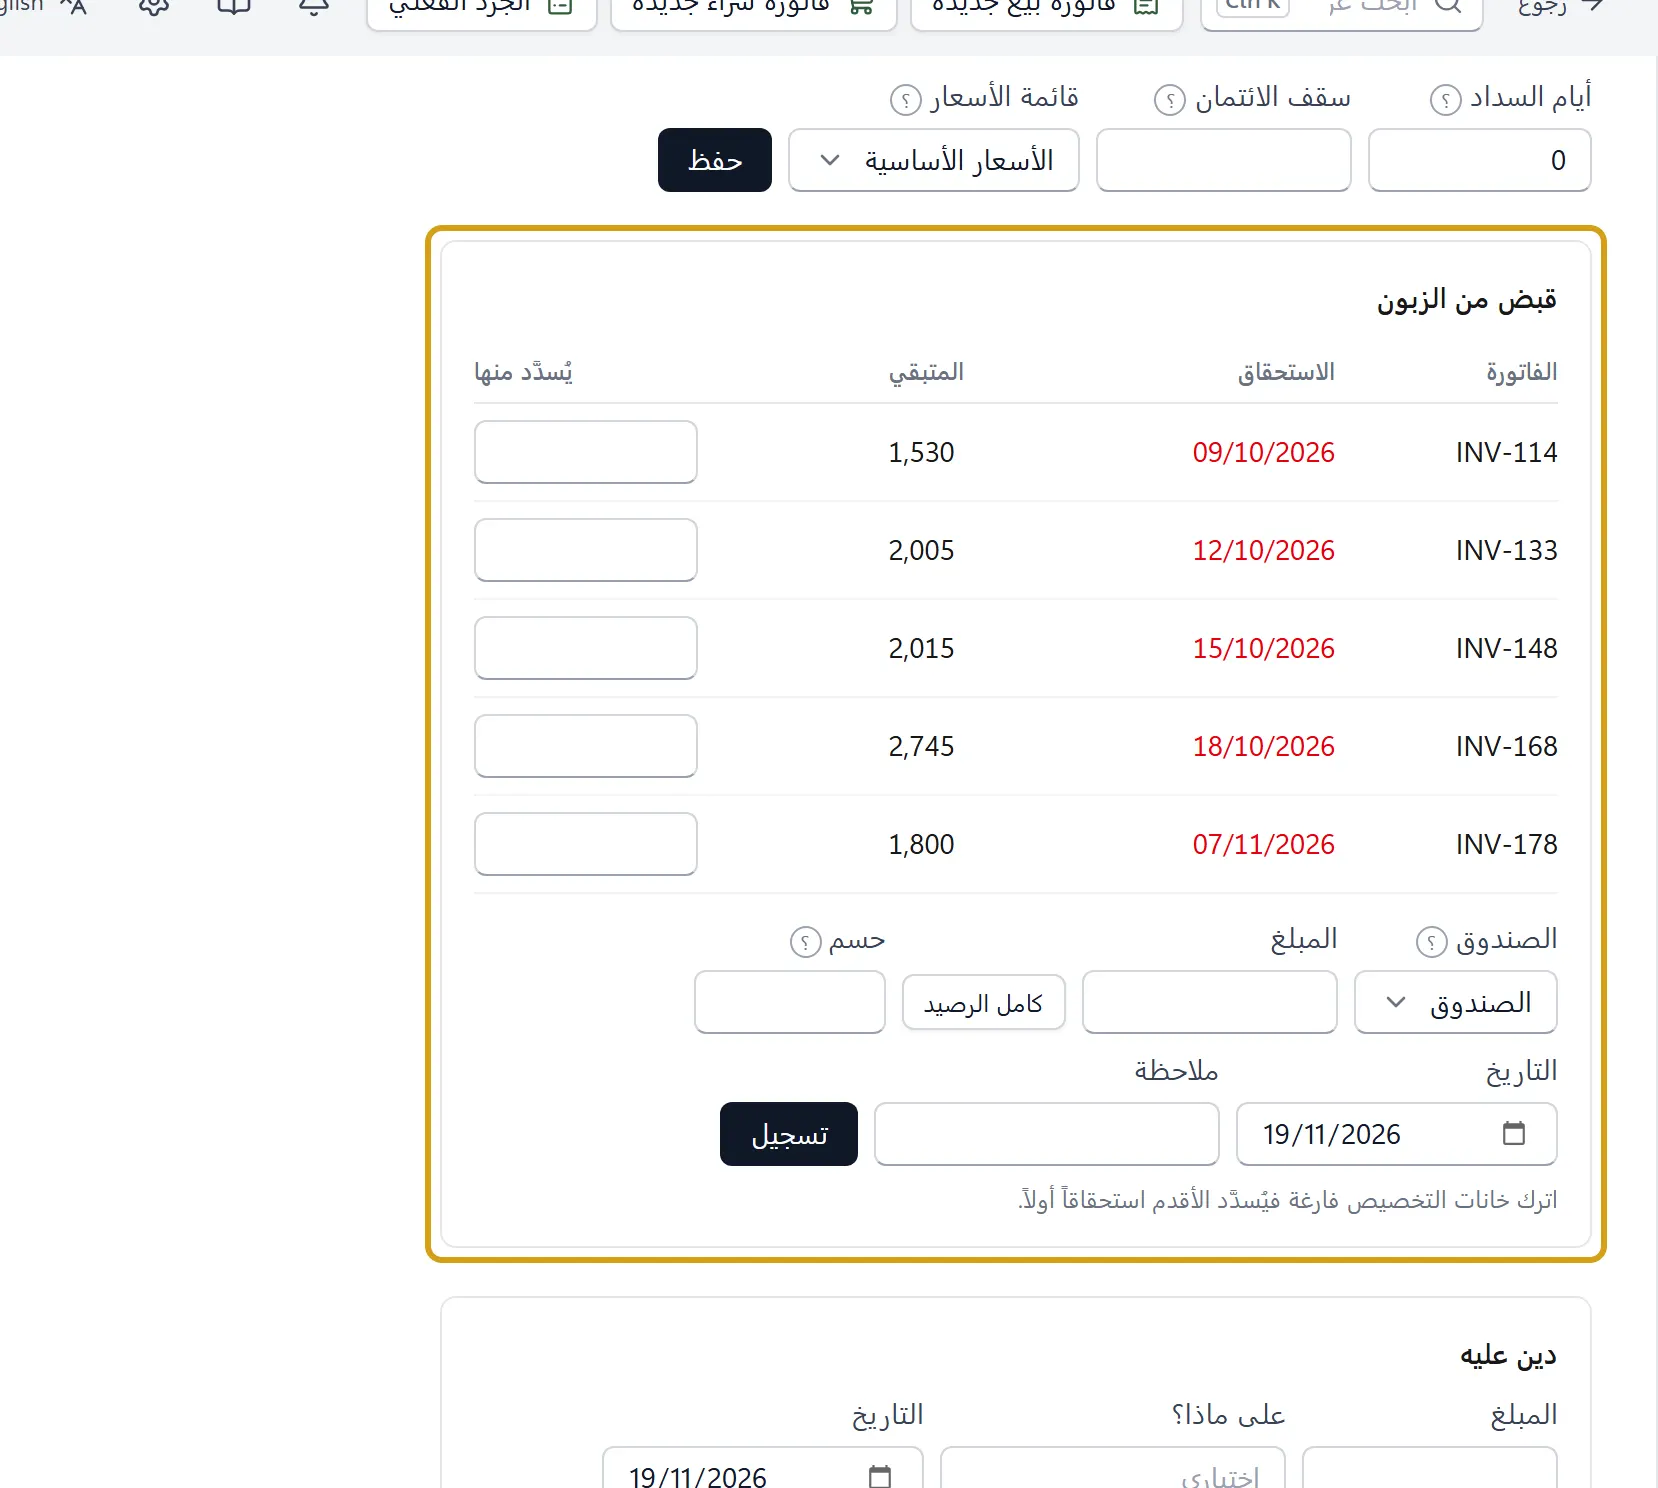 رجوع
ابحث عن
Ctrl K
فاتورة بيع جديدة
فاتورة شراء جديدة
الجرد الفعلي
أيام السداد ؟
سقف الائتمان ؟
قائمة الأسعار ؟
0
الأسعار الأساسية
حفظ
قبض من الزبون
الفاتورة الاستحقاق المتبقي يُسدَّد منها
INV-114 09/10/2026 1,530
INV-133 12/10/2026 2,005
INV-148 15/10/2026 2,015
INV-168 18/10/2026 2,745
INV-178 07/11/2026 1,800
الصندوق ؟ المبلغ حسم ؟
الصندوق كامل الرصيد
التاريخ ملاحظة
19/11/2026 تسجيل
اترك خانات التخصيص فارغة فيُسدَّد الأقدم استحقاقاً أولاً.
دين عليه
المبلغ على ماذا؟ التاريخ
اختياري 19/11/2026